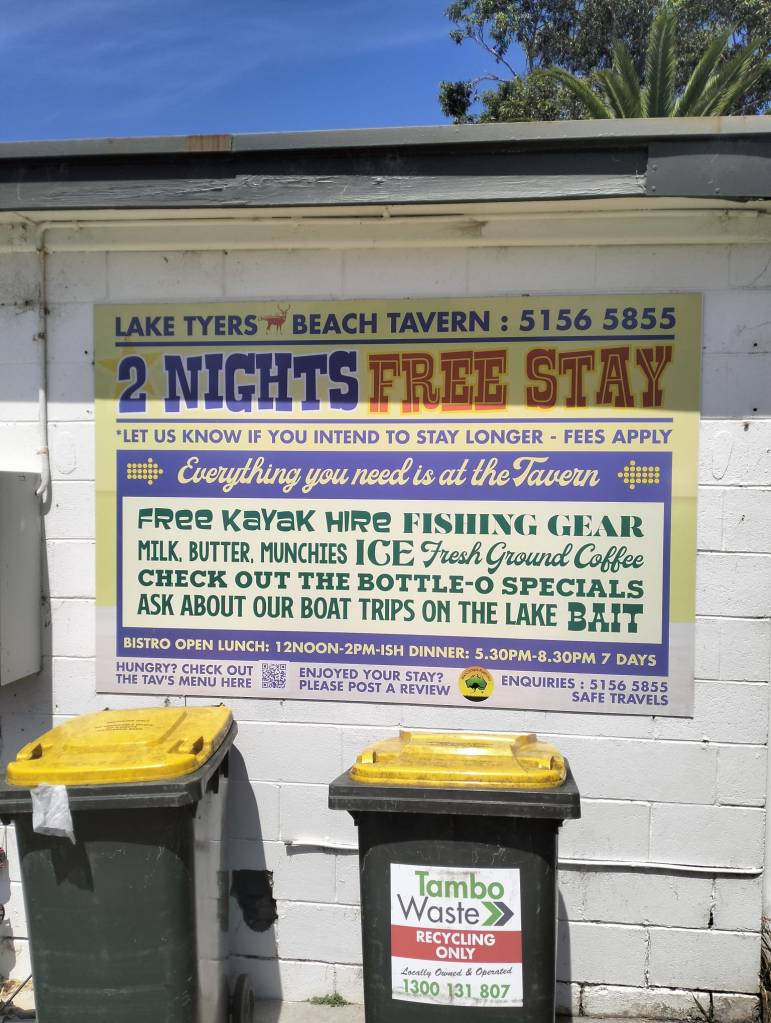 LAKE TYERS BEACH TAVERN : 5156 5855
2 NIGHTS FREE STAY
*LET US KNOW IF YOU INTEND TO STAY LONGER - FEES APPLY
Everything you need is at the Tavern
FREE KAYAK HIRE FISHING GEAR
MILK, BUTTER, MUNCHIES ICE Fresh Ground Coffee
CHECK OUT THE BOTTLE-O SPECIALS
ASK ABOUT OUR BOAT TRIPS ON THE LAKE BAIT
BISTRO OPEN LUNCH: 12NOON-2PM-ISH DINNER: 5.30PM-8.30PM 7 DAYS
HUNGRY? CHECK OUT
THE TAV'S MENU HERE
ENJOYED YOUR STAY?
PLEASE POST A REVIEW
ENQUIRIES : 5156 5855
SAFE TRAVELS
Tambo
Waste
RECYCLING
ONLY
Locally Owned & Operated
1300 131 807